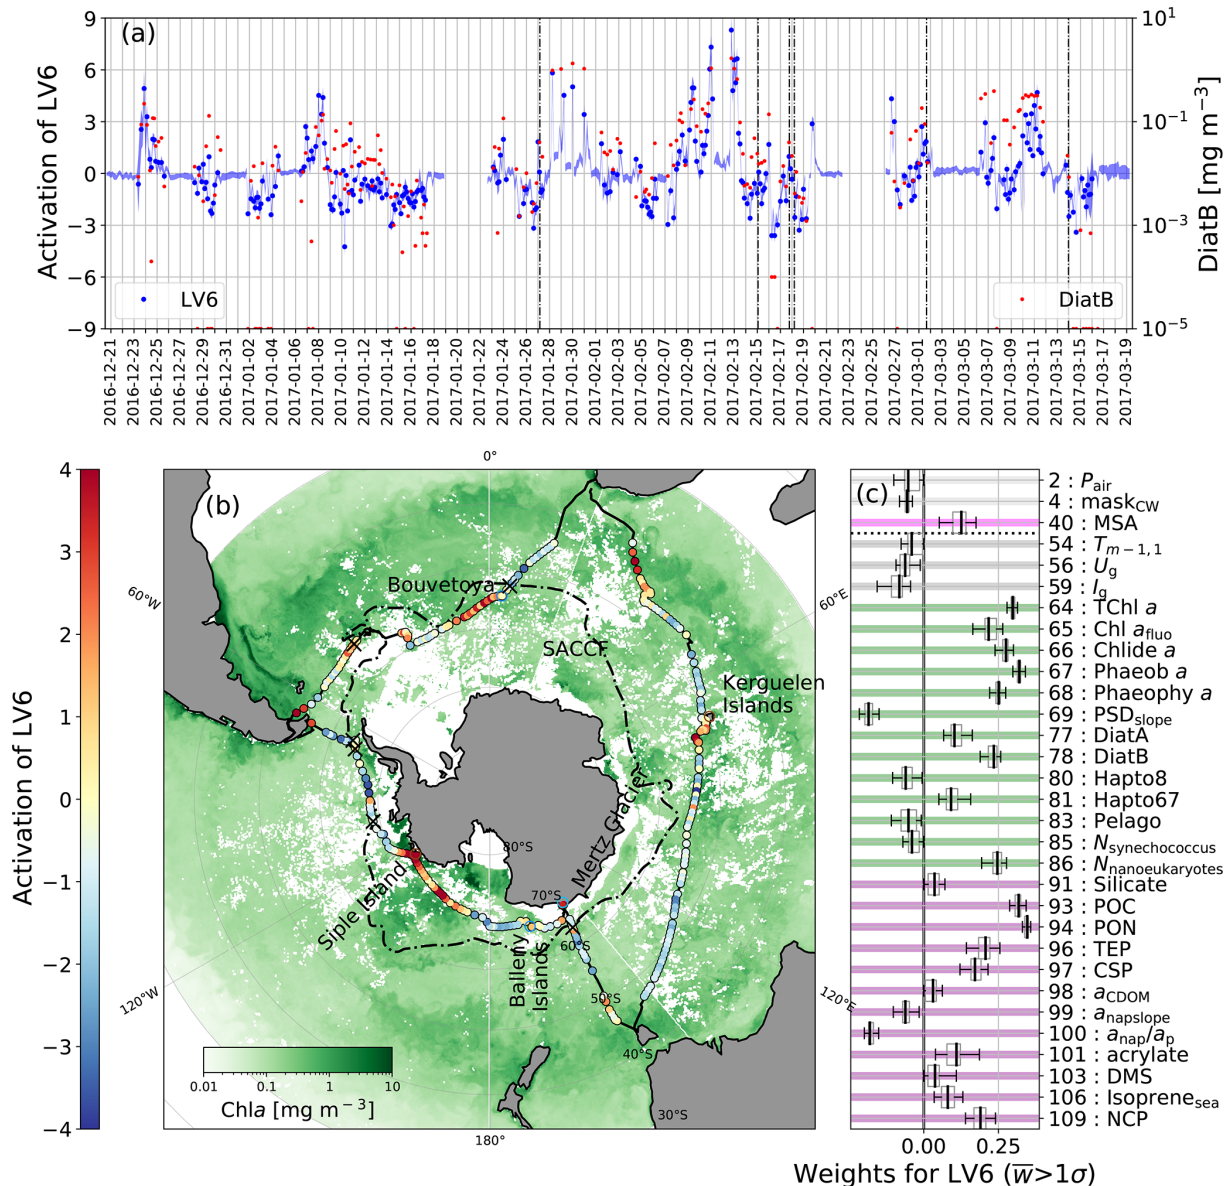 (a)
Activation of LV6
9
6
3
0
−3
−6
−9
10^1
10^−1
10^−3
10^−5
DiatB [mg m^−3]
LV6
DiatB
2016-12-21
2016-12-23
2016-12-25
2016-12-27
2016-12-29
2016-12-31
2017-01-02
2017-01-04
2017-01-06
2017-01-08
2017-01-10
2017-01-12
2017-01-14
2017-01-16
2017-01-18
2017-01-20
2017-01-22
2017-01-24
2017-01-26
2017-01-28
2017-01-30
2017-02-01
2017-02-03
2017-02-05
2017-02-07
2017-02-09
2017-02-11
2017-02-13
2017-02-15
2017-02-17
2017-02-19
2017-02-21
2017-02-23
2017-02-25
2017-02-27
2017-03-01
2017-03-03
2017-03-05
2017-03-07
2017-03-09
2017-03-11
2017-03-13
2017-03-15
2017-03-17
2017-03-19
Activation of LV6
4
3
2
1
0
−1
−2
−3
−4
(b)
0°
60°W
60°E
120°W
120°E
180°
Bouvetoya
SACCF
Kerguelen
Islands
Mertz Glacier
Siple Island
Balleny
Islands
80°S
70°S
60°S
50°S
40°S
30°S
0.01
0.1
1
10
Chla [mg m^−3]
(c)
2 : P_air
4 : mask_CW
40 : MSA
54 : T_m−1,1
56 : U_g
59 : I_g
64 : TChl a
65 : Chl a_fluo
66 : Chlide a
67 : Phaeob a
68 : Phaeophy a
69 : PSD_slope
77 : DiatA
78 : DiatB
80 : Hapto8
81 : Hapto67
83 : Pelago
85 : N_synechococcus
86 : N_nanoeukaryotes
91 : Silicate
93 : POC
94 : PON
96 : TEP
97 : CSP
98 : a_CDOM
99 : a_napslope
100 : a_nap/a_p
101 : acrylate
103 : DMS
106 : Isoprene_sea
109 : NCP
0.00
0.25
Weights for LV6 (w̅>1σ)